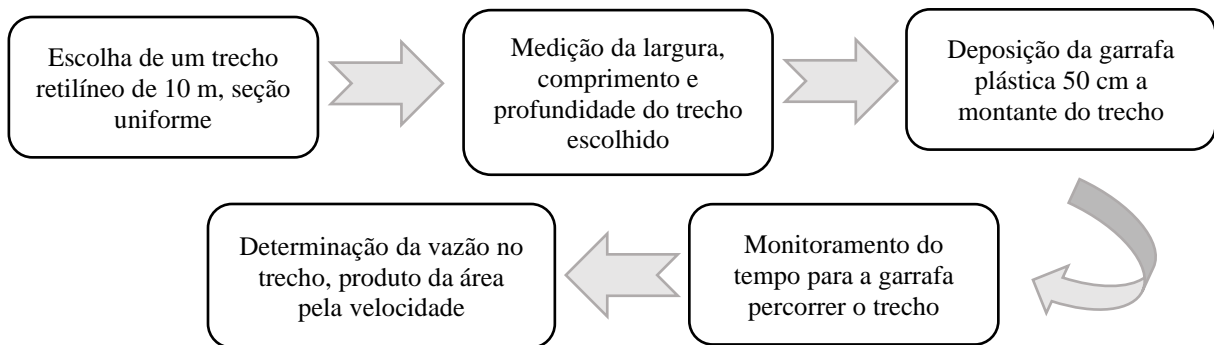 Escolha de um trecho
retilíneo de 10 m, seção
uniforme
Medição da largura,
comprimento e
profundidade do trecho
escolhido
Deposição da garrafa
plástica 50 cm a
montante do trecho
Monitoramento do
tempo para a garrafa
percorrer o trecho
Determinação da vazão no
trecho, produto da área
pela velocidade